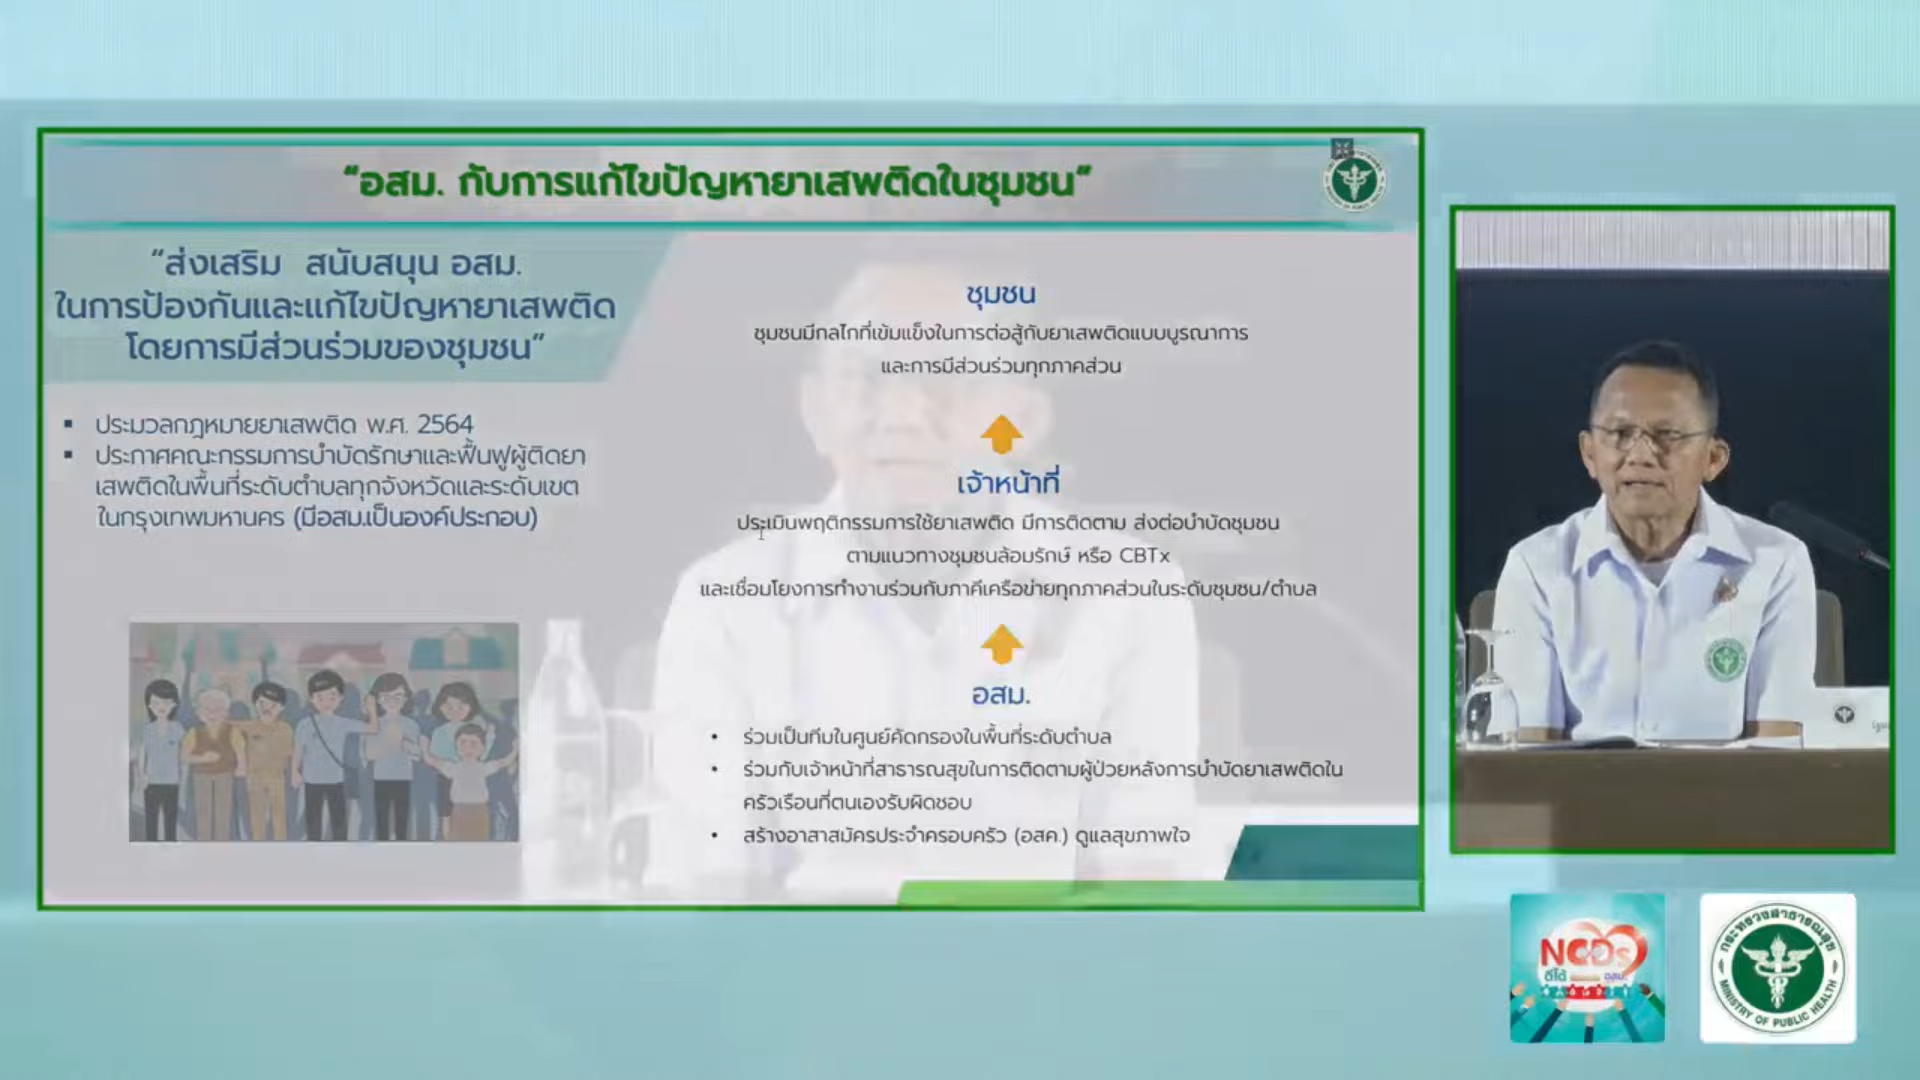 “อสม. กับการแก้ไขปัญหายาเสพติดในชุมชน”
“ส่งเสริม สนับสนุน อสม.
ในการป้องกันและแก้ไขปัญหายาเสพติด
โดยการมีส่วนร่วมของชุมชน”
▪ ประมวลกฎหมายยาเสพติด พ.ศ. 2564
▪ ประกาศคณะกรรมการบำบัดรักษาและฟื้นฟูผู้ติดยา
เสพติดในพื้นที่ระดับตำบลทุกจังหวัดและระดับเขต
ในกรุงเทพมหานคร (มีอสม.เป็นองค์ประกอบ)
ชุมชน
ชุมชนมีกลไกที่เข้มแข็งในการต่อสู้กับยาเสพติดแบบบูรณาการ
และการมีส่วนร่วมทุกภาคส่วน
เจ้าหน้าที่
ประเมินพฤติกรรมการใช้ยาเสพติด มีการติดตาม ส่งต่อบำบัดชุมชน
ตามแนวทางชุมชนล้อมรักษ์ หรือ CBTx
และเชื่อมโยงการทำงานร่วมกับภาคีเครือข่ายทุกภาคส่วนในระดับชุมชน/ตำบล
อสม.
• ร่วมเป็นทีมในศูนย์คัดกรองในพื้นที่ระดับตำบล
• ร่วมกับเจ้าหน้าที่สาธารณสุขในการติดตามผู้ป่วยหลังการบำบัดยาเสพติดใน
ครัวเรือนที่ตนเองรับผิดชอบ
• สร้างอาสาสมัครประจำครอบครัว (อสค.) ดูแลสุขภาพใจ
NCDs
ดีได้ อสม.
กระทรวงสาธารณสุข
MINISTRY OF PUBLIC HEALTH